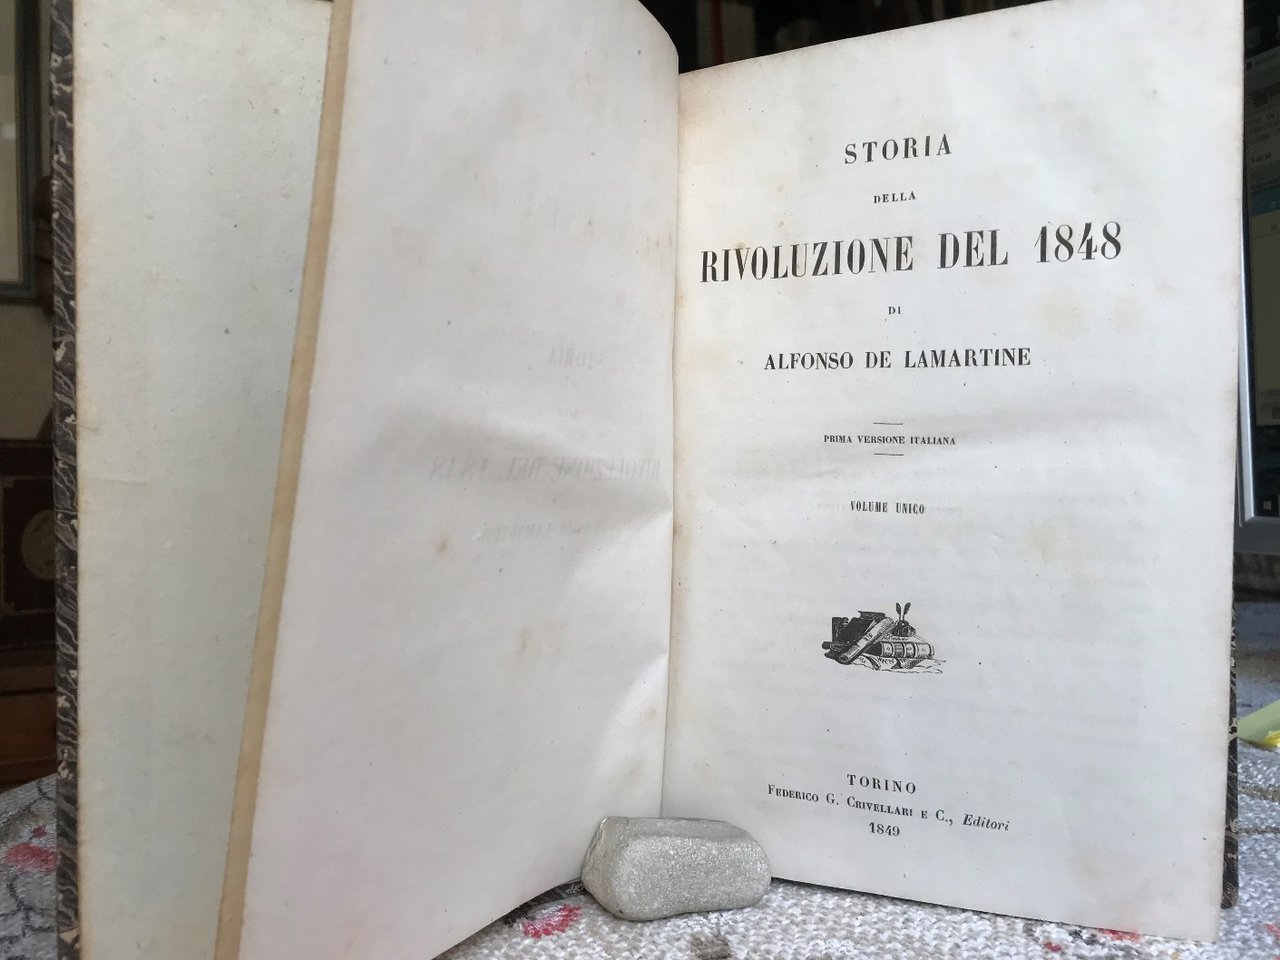 STORIA
DELLA
RIVOLUZIONE DEL 1848
DI
ALFONSO DE LAMARTINE
PRIMA VERSIONE ITALIANA
VOLUME UNICO
TORINO
FEDERICO G. CRIVELLARI E C., Editori
1849